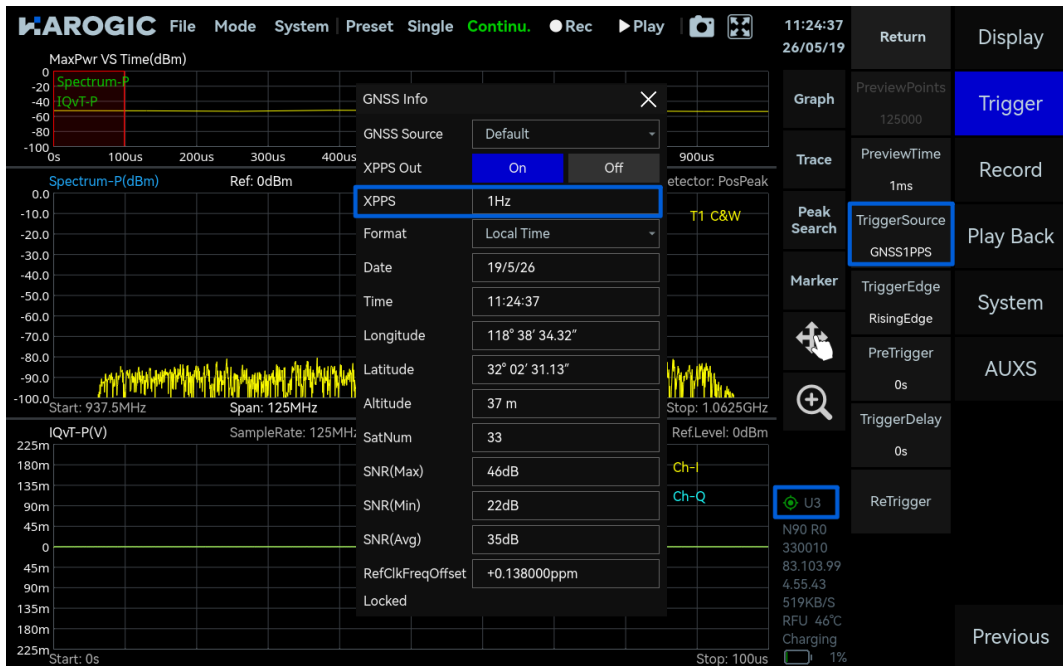 HAROGIC File Mode System Preset Single Continu. Rec Play
11:24:37
26/05/19
MaxPwr VS Time(dBm)
0
-20
-40
-60
-80
-100
Spectrum-P
IQvT-P
0s 100us 200us 300us 400us 900us
Spectrum-P(dBm) Ref: 0dBm etector: PosPeak
0.0
-10.0
-20.0
-30.0
-40.0
-50.0
-60.0
-70.0
-80.0
-90.0
-100.0
T1 C&W
Start: 937.5MHz Span: 125MHz Stop: 1.0625GHz
IQvT-P(V) SampleRate: 125MHz Ref.Level: 0dBm
225m
180m
135m
90m
45m
0
45m
90m
135m
180m
225m
Ch-I
Ch-Q
Start: 0s Stop: 100us
GNSS Info
GNSS Source Default
XPPS Out On Off
XPPS 1Hz
Format Local Time
Date 19/5/26
Time 11:24:37
Longitude 118° 38′ 34.32″
Latitude 32° 02′ 31.13″
Altitude 37 m
SatNum 33
SNR(Max) 46dB
SNR(Min) 22dB
SNR(Avg) 35dB
RefClkFreqOffset +0.138000ppm
Locked
Graph
Trace
Peak
Search
Marker
U3
N90 R0
330010
83.103.99
4.55.43
519KB/S
RFU 46°C
Charging
1%
Return
PreviewPoints
125000
PreviewTime
1ms
TriggerSource
GNSS1PPS
TriggerEdge
RisingEdge
PreTrigger
0s
TriggerDelay
0s
ReTrigger
Display
Trigger
Record
Play Back
System
AUXS
Previous